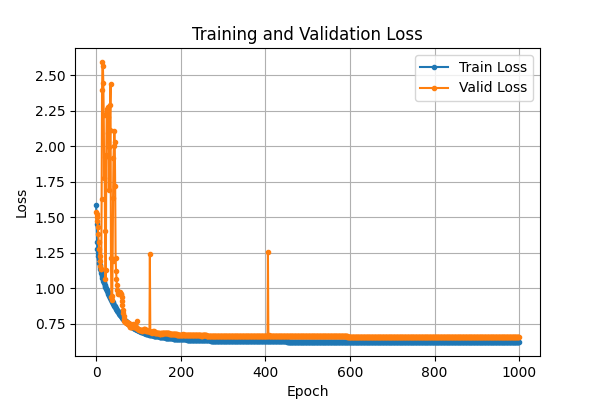 Training and Validation Loss
Train Loss
Valid Loss
Loss
2.50
2.25
2.00
1.75
1.50
1.25
1.00
0.75
0 200 400 600 800 1000
Epoch